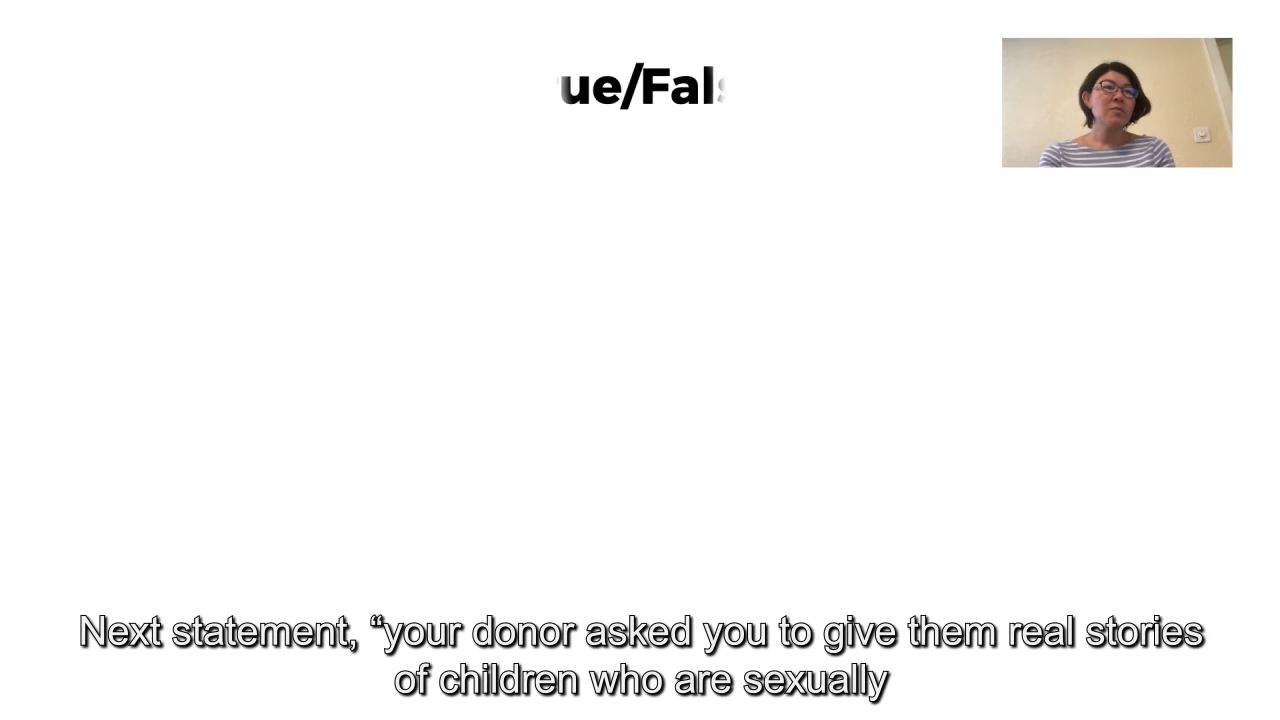 ue/Fal
Next statement, “your donor asked you to give them real stories
of children who are sexually